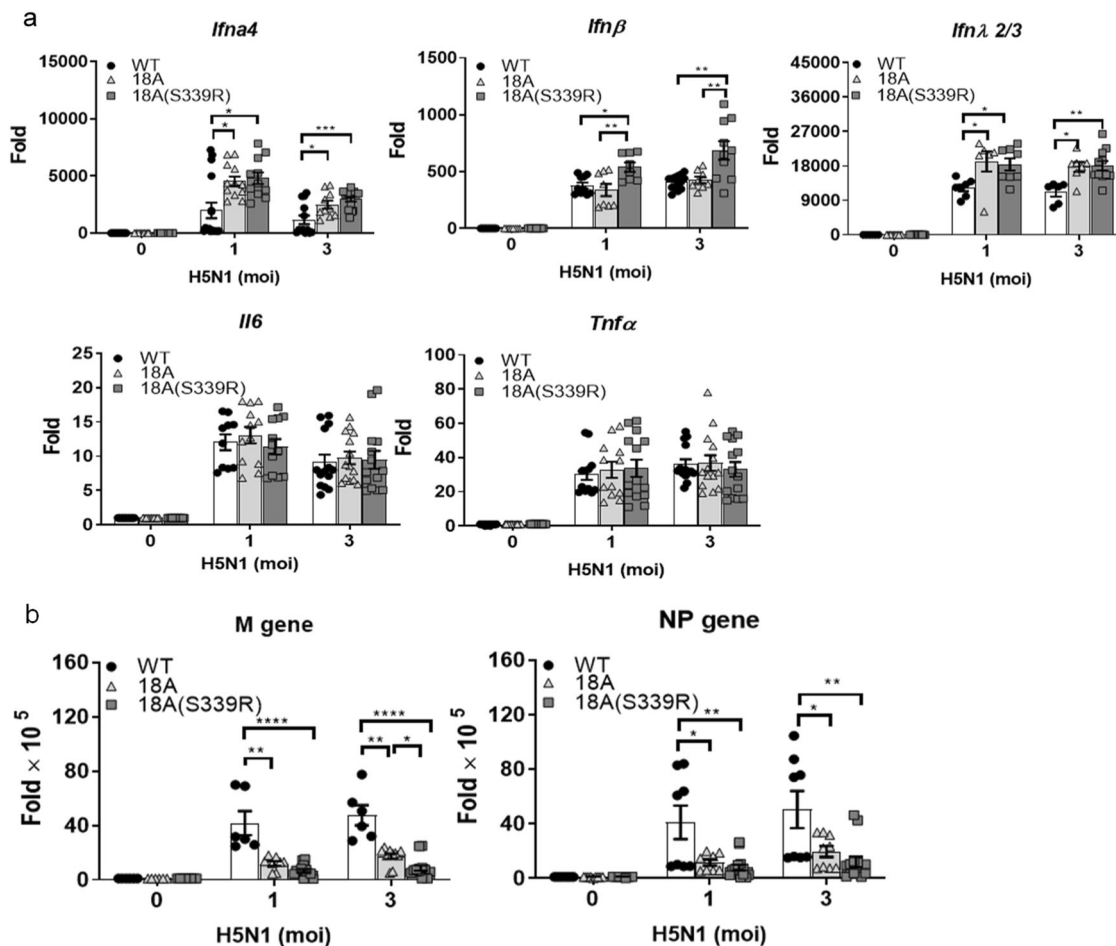 a
Ifna4
15000
10000
5000
0
Fold
WT
18A
18A(S339R)
*
*
*
***
0 1 3
H5N1 (moi)
Ifnβ
1500
1000
500
0
Fold
WT
18A
18A(S339R)
*
**
**
**
0 1 3
H5N1 (moi)
Ifnλ 2/3
45000
36000
27000
18000
9000
0
Fold
WT
18A
18A(S339R)
*
*
**
*
0 1 3
H5N1 (moi)
Il6
25
20
15
10
5
0
Fold
WT
18A
18A(S339R)
0 1 3
H5N1 (moi)
Tnfα
100
80
60
40
20
0
Fold
WT
18A
18A(S339R)
0 1 3
H5N1 (moi)
b
M gene
160
120
80
40
0
Fold × 10 5
WT
18A
18A(S339R)
****
**
****
** *
0 1 3
H5N1 (moi)
NP gene
160
120
80
40
0
Fold × 10 5
WT
18A
18A(S339R)
**
*
**
*
0 1 3
H5N1 (moi)